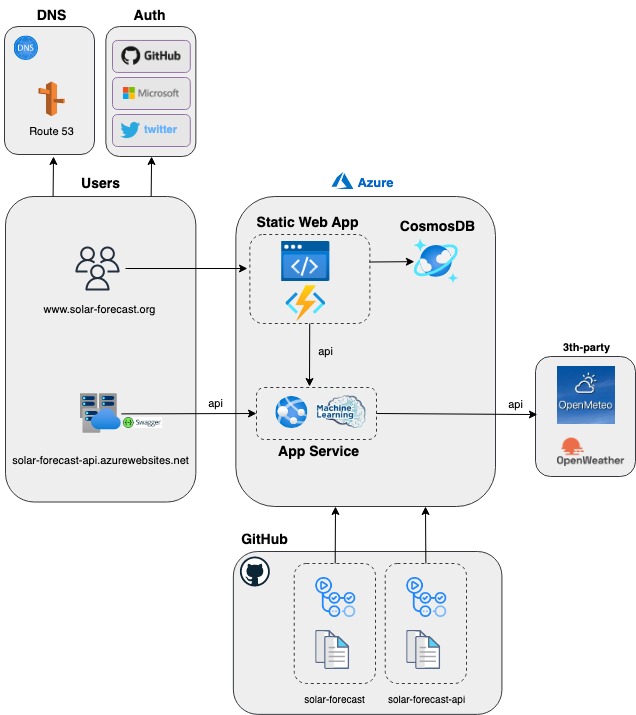 DNS
Auth
DNS
GitHub
Route 53
Microsoft
twitter
Users
Azure
Static Web App
CosmosDB
www.solar-forecast.org
api
3th-party
OpenMeteo
api
Swagger
Machine
Learning
api
OpenWeather
solar-forecast-api.azurewebsites.net
App Service
GitHub
solar-forecast
solar-forecast-api